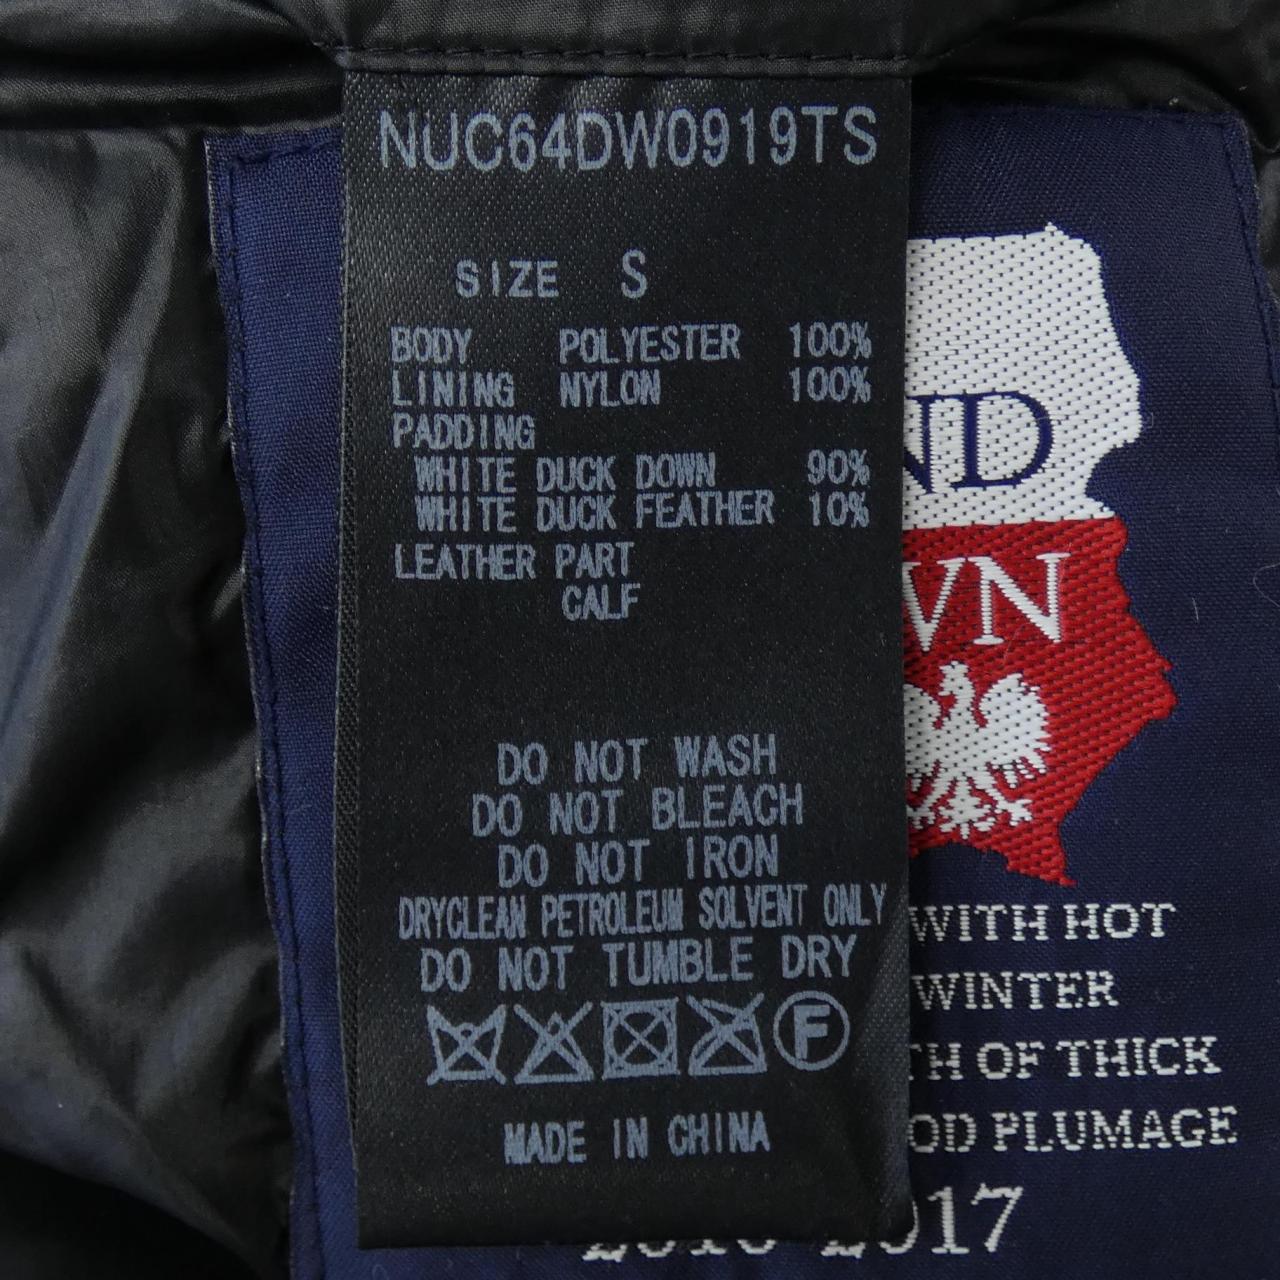 NUC64DW0919TS
SIZE S
BODY POLYESTER 100%
LINING NYLON 100%
PADDING
WHITE DUCK DOWN 90%
WHITE DUCK FEATHER 10%
LEATHER PART
CALF
DO NOT WASH
DO NOT BLEACH
DO NOT IRON
DRYCLEAN PETROLEUM SOLVENT ONLY
DO NOT TUMBLE DRY
F
MADE IN CHINA
ND
WN
WITH HOT
WINTER
TH OF THICK
OD PLUMAGE
2017